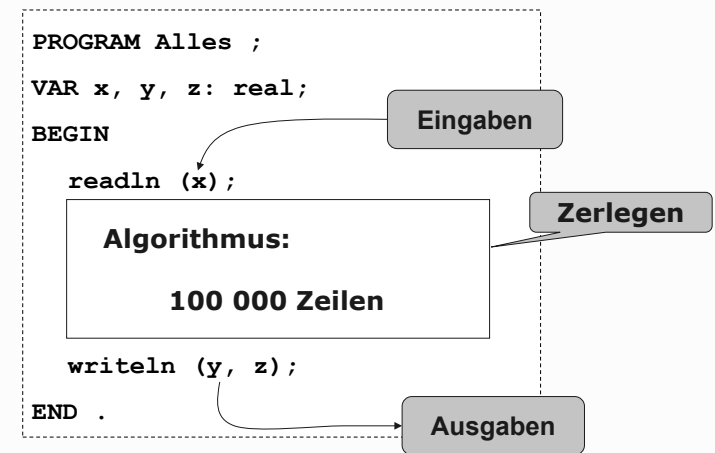 PROGRAM Alles ;
VAR x, y, z: real;
Eingaben
BEGIN
readln (x);
Zerlegen
Algorithmus:
100 000 Zeilen
writeln (y, z);
END .
Ausgaben